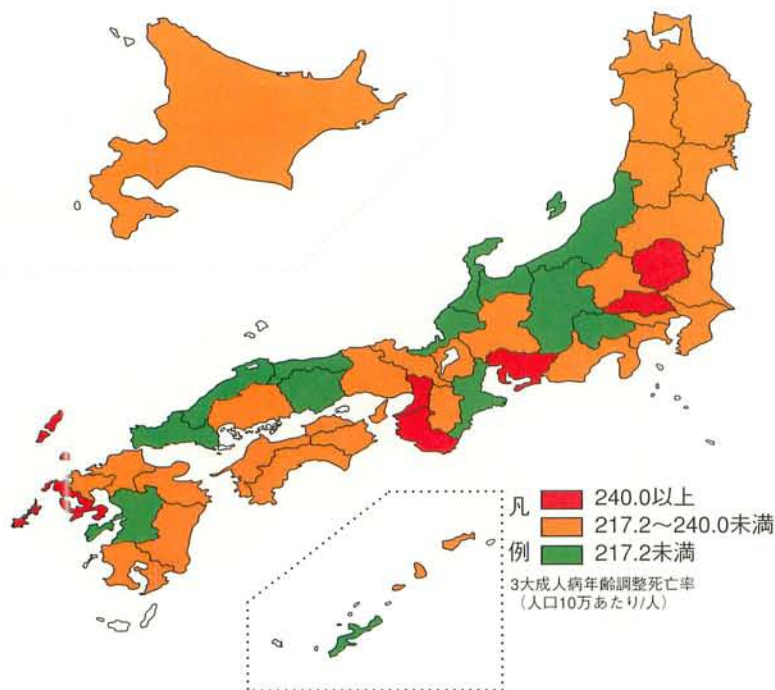 凡 240.0以上
217.2～240.0未満
例 217.2未満
3大成人病年齢調整死亡率
（人口10万あたり/人）